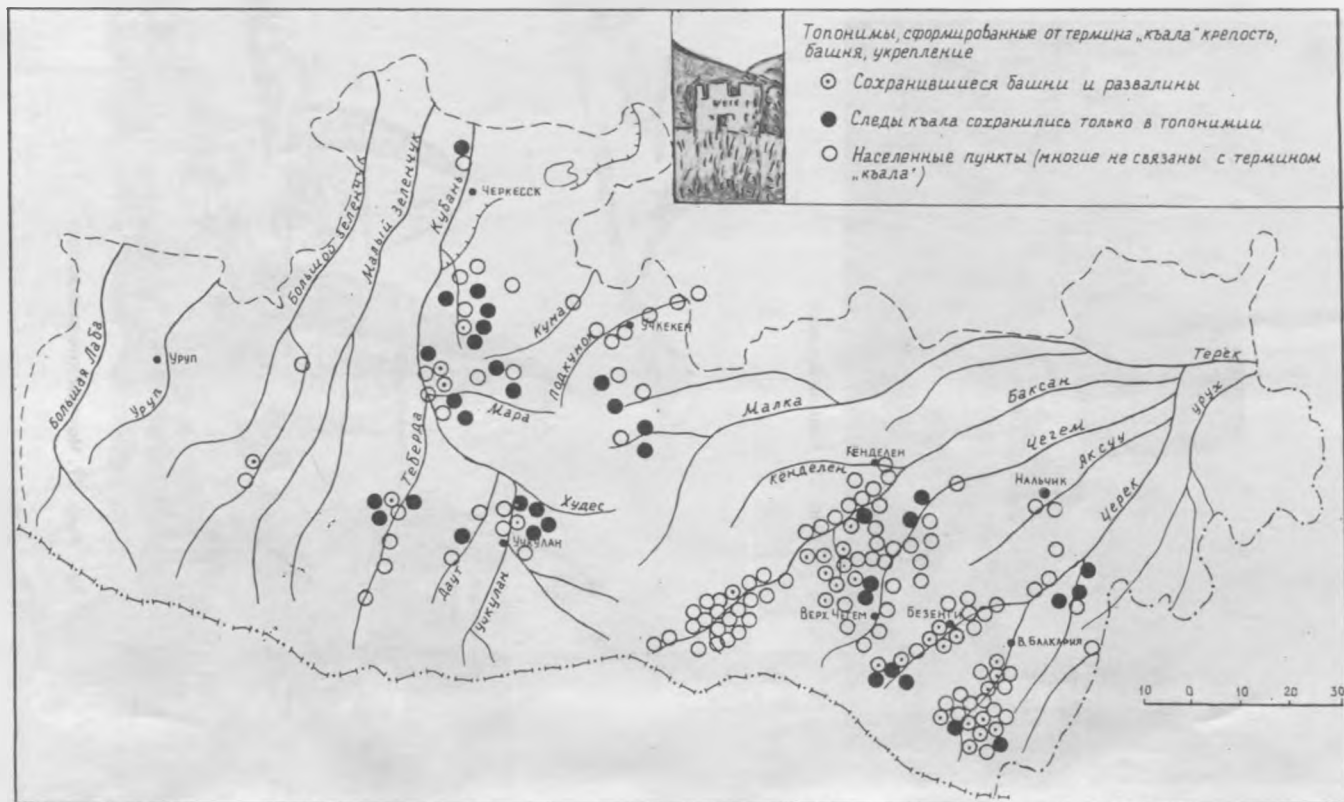 Топонимы, сформированные от термина „къала" крепость,
башня, укрепление
Сохранившиеся башни и развалины
Следы къала сохранились только в топонимии
Населенные пункты (многие не связаны с термином
„къала")
Большой Зеленчук
Малый Зеленчук
Кубань
Черкесск
Большая Лаба
Уруп
Уруп
Кума
Подкумок
Учкекен
Мара
Теберда
Малка
Терек
Баксан
Урух
Чегем
Аксуу
Кенделен
Кенделен
Нальчик
Черек
Худес
Учкулан
Даут
Учкулан
Верх. Чегем
Безенги
В. Балкария
10 0 10 20 30